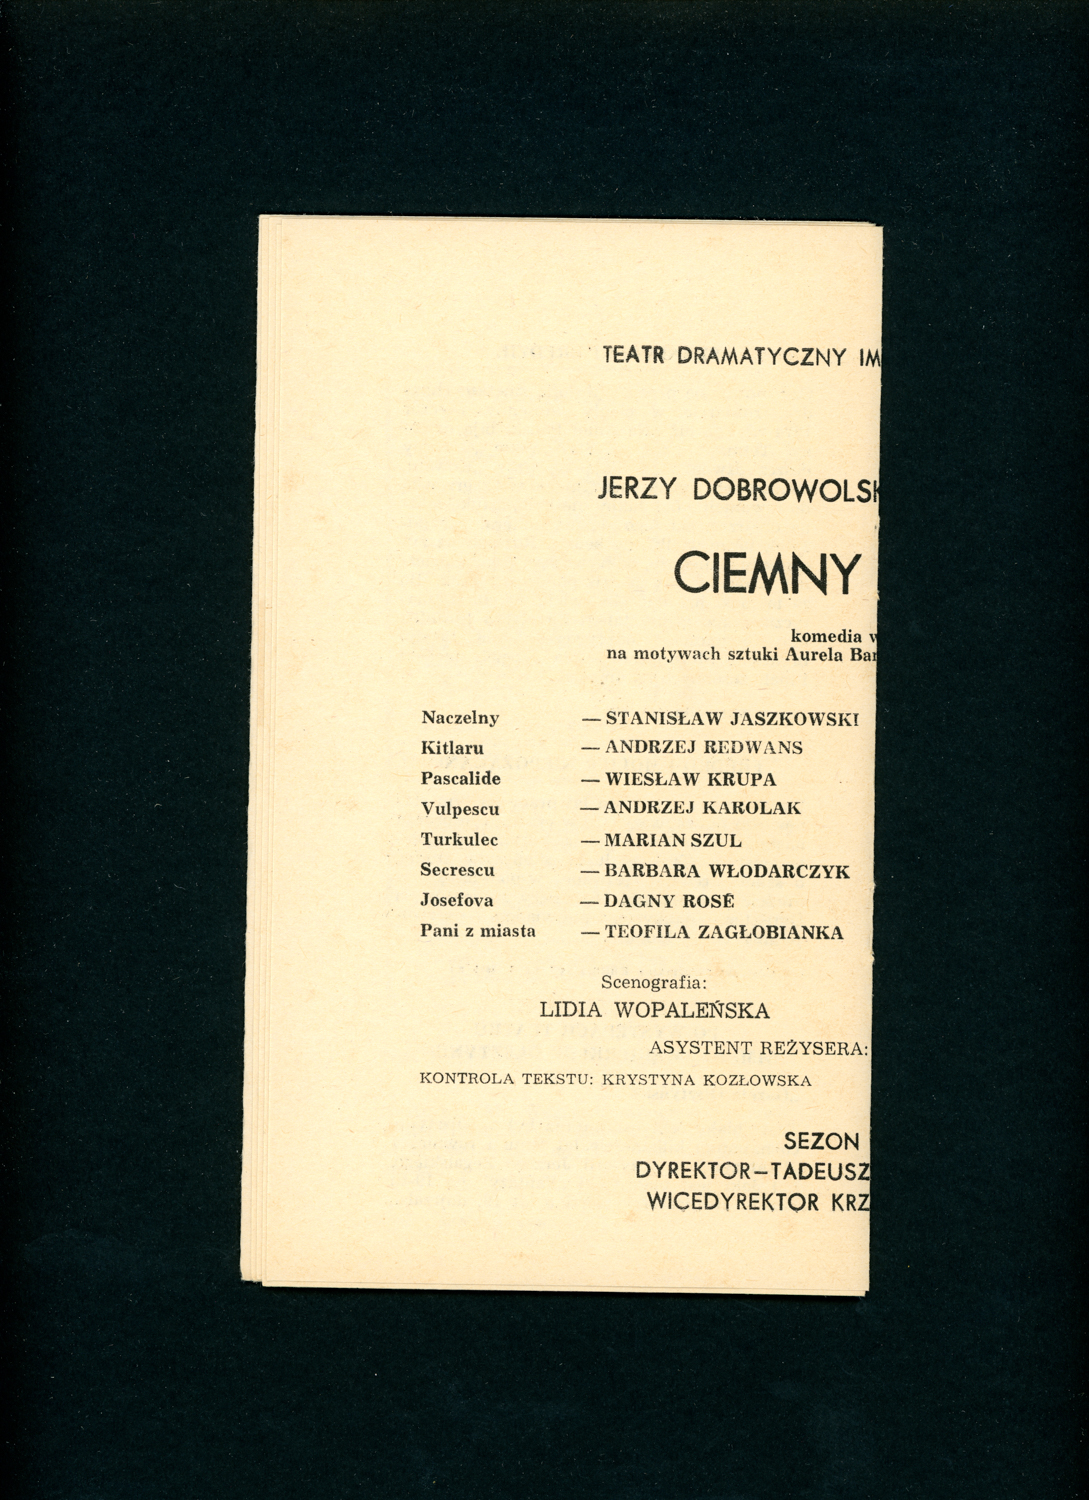 TEATR DRAMATYCZNY IM
JERZY DOBROWOLSK
CIEMNY
komedia w
na motywach sztuki Aurela Bar
Naczelny — STANISŁAW JASZKOWSKI
Kitlaru — ANDRZEJ REDWANS
Pascalide — WIESŁAW KRUPA
Vulpescu — ANDRZEJ KAROLAK
Turkulec — MARIAN SZUL
Secrescu — BARBARA WŁODARCZYK
Josefova — DAGNY ROSÉ
Pani z miasta — TEOFILA ZAGŁOBIANKA
Scenografia:
LIDIA WOPALEŃSKA
ASYSTENT REŻYSERA:
KONTROLA TEKSTU: KRYSTYNA KOZŁOWSKA
SEZON
DYREKTOR—TADEUSZ
WICEDYREKTOR KRZ